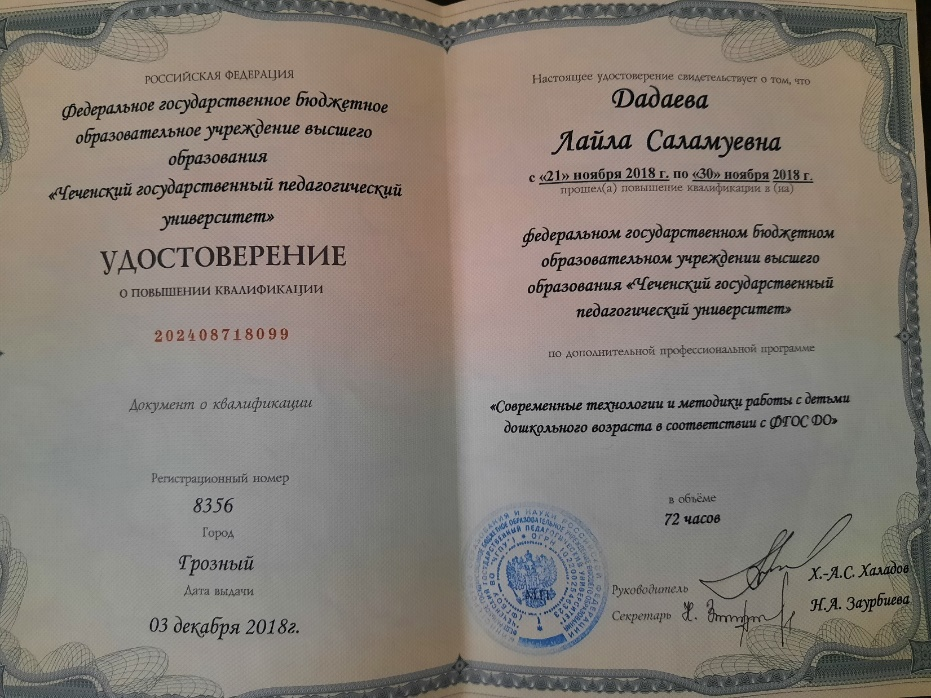 РОССИЙСКАЯ ФЕДЕРАЦИЯ
Федеральное государственное бюджетное
образовательное учреждение высшего
образования
«Чеченский государственный педагогический
университет»
УДОСТОВЕРЕНИЕ
О ПОВЫШЕНИИ КВАЛИФИКАЦИИ
202408718099
Документ о квалификации
Регистрационный номер
8356
Город
Грозный
Дата выдачи
03 декабря 2018г.
Настоящее удостоверение свидетельствует о том, что
Дадаева
Лайла Саламуевна
с «21» ноября 2018 г. по «30» ноября 2018 г.
прошел(а) повышение квалификации в (на)
федеральном государственном бюджетном
образовательном учреждении высшего
образования «Чеченский государственный
педагогический университет»
по дополнительной профессиональной программе
«Современные технологии и методики работы с детьми
дошкольного возраста в соответствии с ФГОС ДО»
в объёме
72 часов
М.П.
Руководитель Х.-А.С. Халадов
Секретарь Н.А. Заурбиева